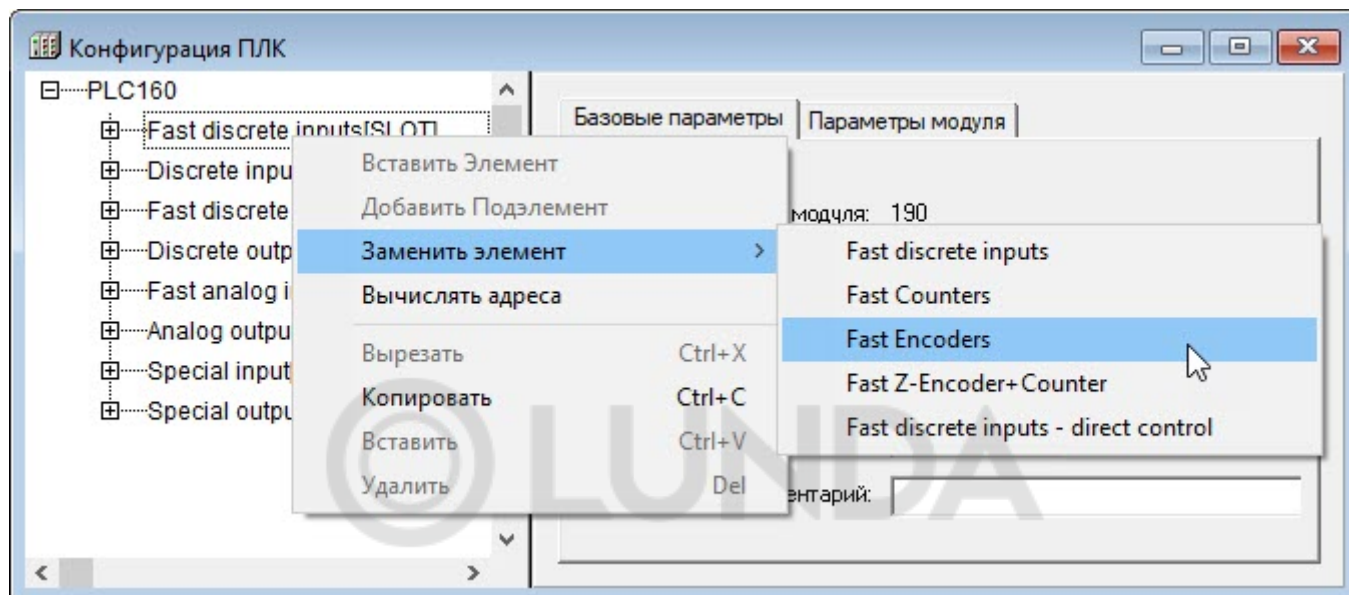 Конфигурация ПЛК
PLC160
Fast discrete inputs[SLOT]
Discrete inpu
Fast discrete
Discrete outp
Fast analog i
Analog outpu
Special input
Special outpu
Вставить Элемент
Добавить Подэлемент
Заменить элемент
Вычислять адреса
Вырезать Ctrl+X
Копировать Ctrl+C
Вставить Ctrl+V
Удалить Del
Базовые параметры Параметры модуля
модуля: 190
Fast discrete inputs
Fast Counters
Fast Encoders
Fast Z-Encoder+Counter
Fast discrete inputs - direct control
ентарий:
LUNDA